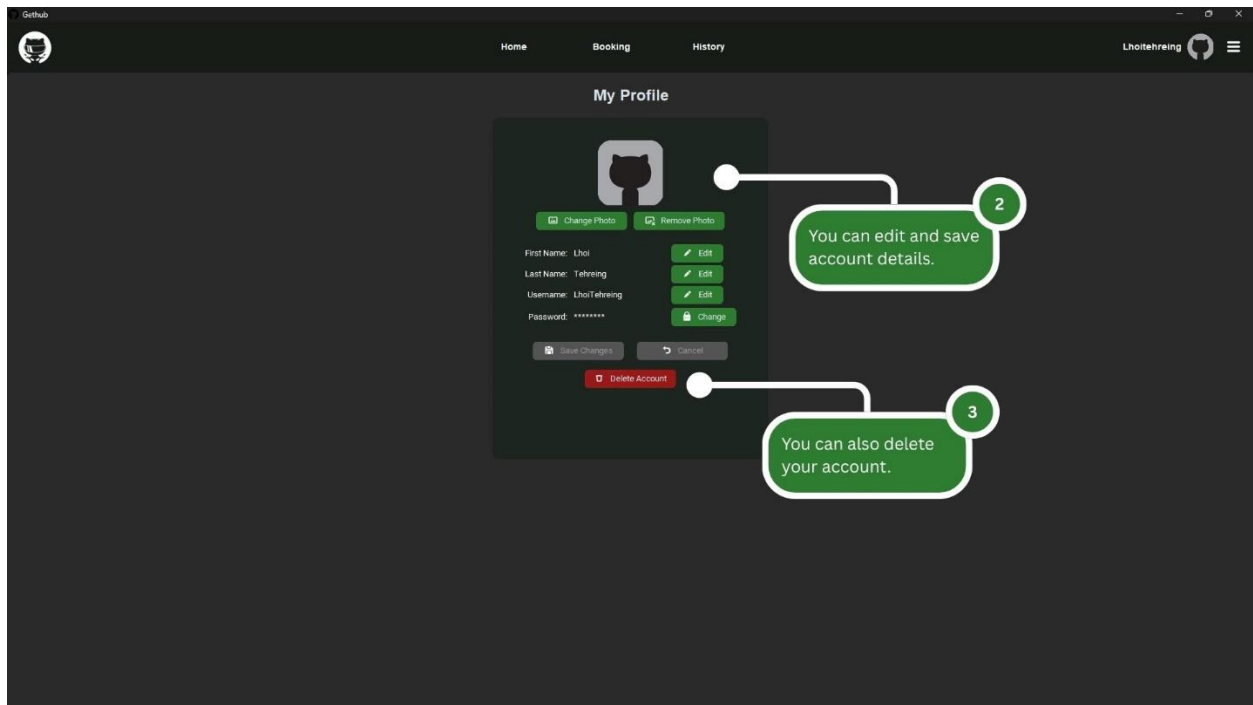 Gethub
Home Booking History Lhoitehreing
My Profile
Change Photo Remove Photo
First Name: Lhoi Edit
Last Name: Tehreing Edit
Username: LhoiTehreing Edit
Password: ******** Change
Save Changes Cancel
Delete Account
2
You can edit and save
account details.
3
You can also delete
your account.